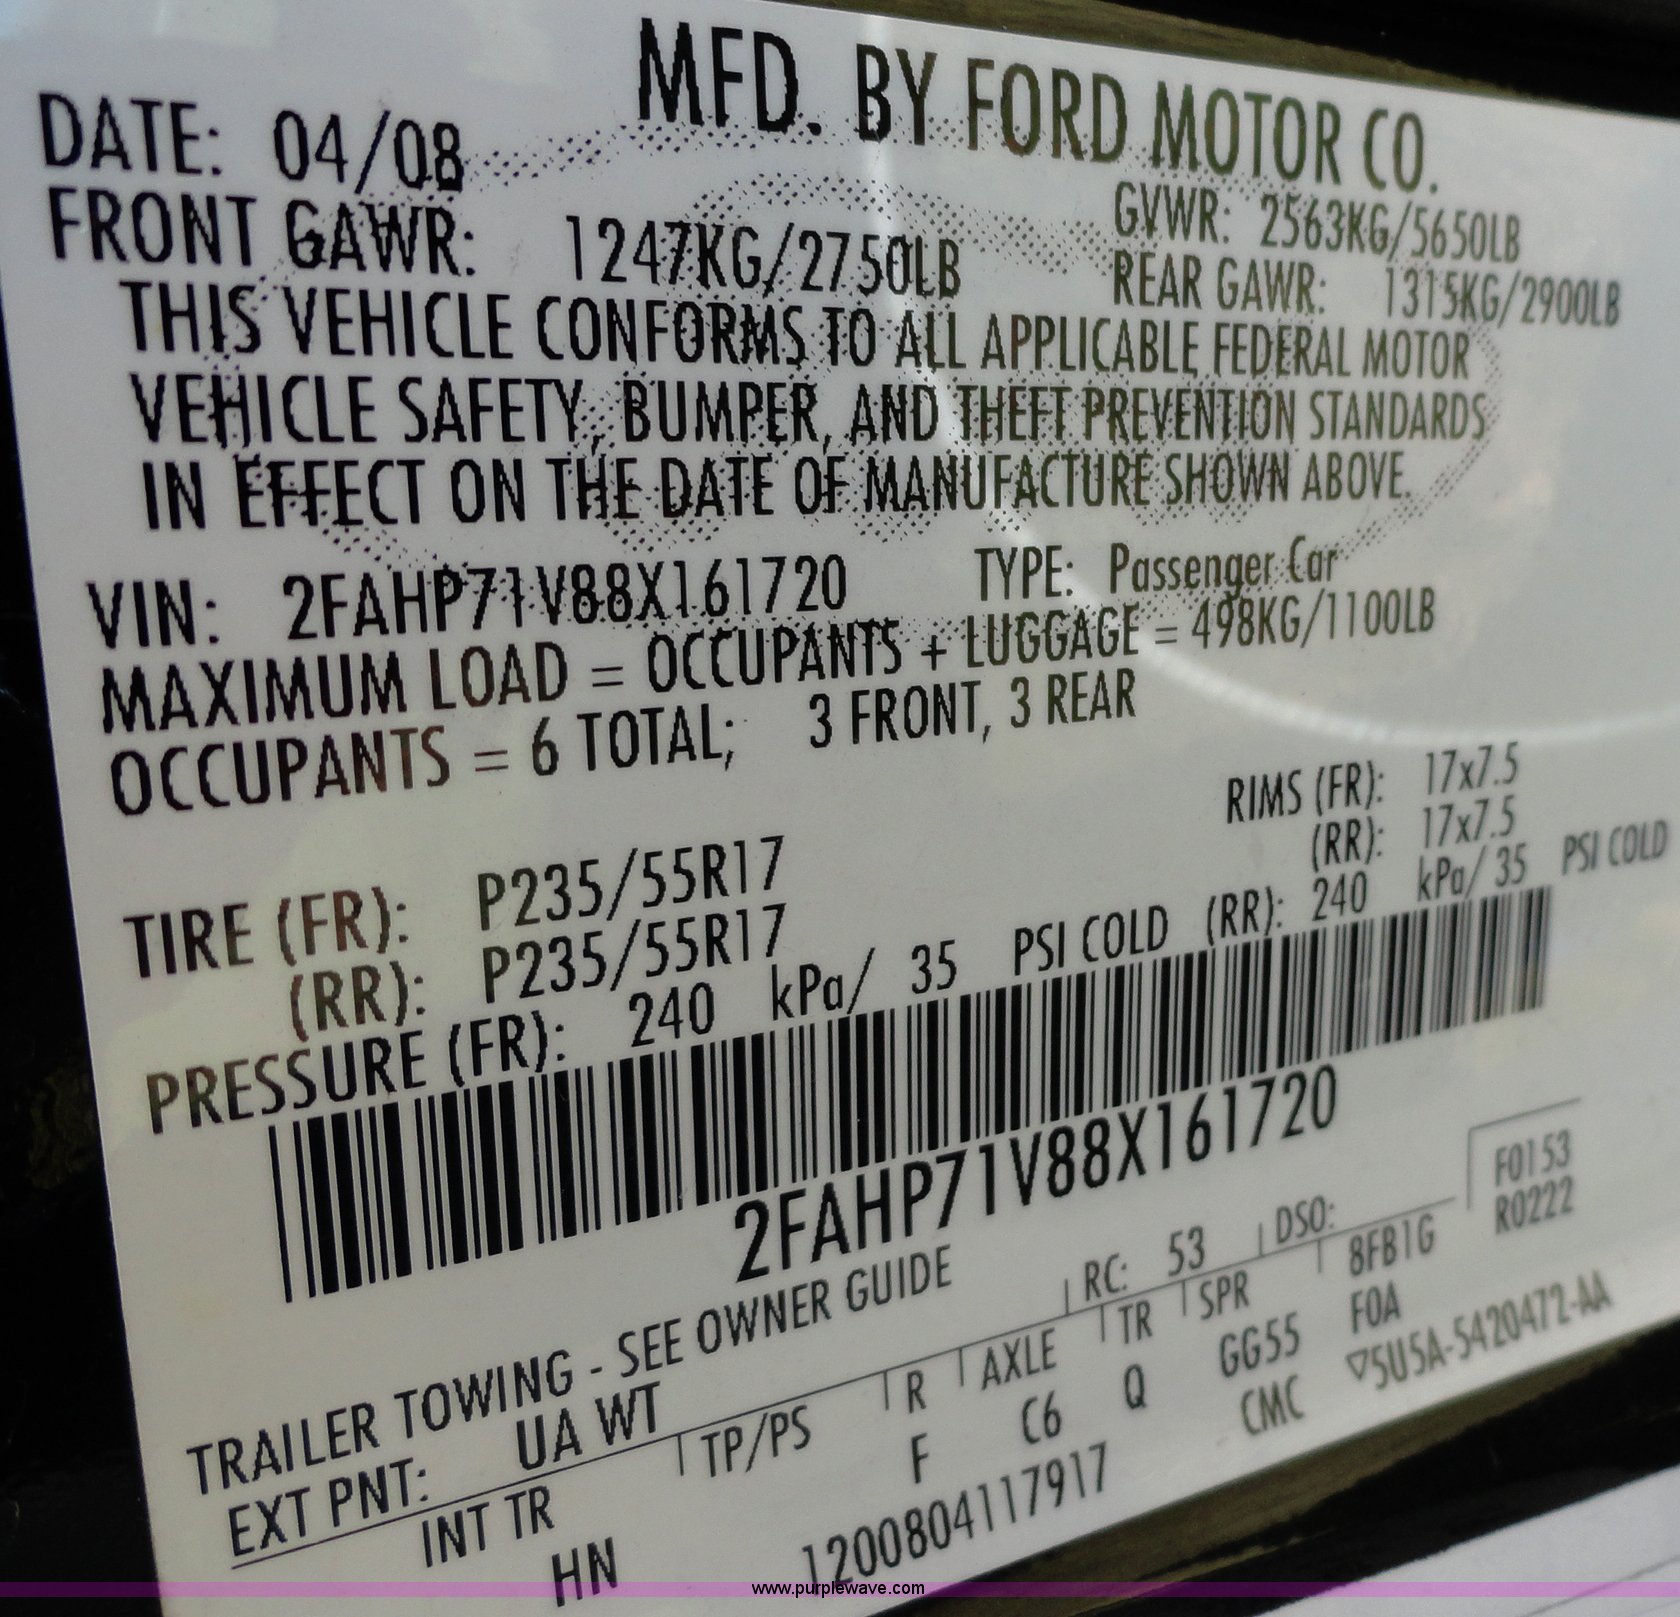 MFD. BY FORD MOTOR CO.
DATE: 04/08
GVWR: 2563KG/5650LB
FRONT GAWR: 1247KG/2750LB
REAR GAWR: 1315KG/2900LB
THIS VEHICLE CONFORMS TO ALL APPLICABLE FEDERAL MOTOR
VEHICLE SAFETY, BUMPER, AND THEFT PREVENTION STANDARDS
IN EFFECT ON THE DATE OF MANUFACTURE SHOWN ABOVE.
VIN: 2FAHP71V88X161720 TYPE: Passenger Car
MAXIMUM LOAD = OCCUPANTS + LUGGAGE = 498KG/1100LB
OCCUPANTS = 6 TOTAL; 3 FRONT, 3 REAR
TIRE (FR): P235/55R17 RIMS (FR): 17x7.5
(RR): P235/55R17 (RR): 17x7.5
PRESSURE (FR): 240 kPa/ 35 PSI COLD (RR): 240 kPa/ 35 PSI COLD
2FAHP71V88X161720
TRAILER TOWING - SEE OWNER GUIDE
F0153
R0222
EXT PNT: UA WT RC: 53 DSO:
INT TR TP/PS R AXLE TR SPR 8FB1G
HN F C6 Q GG55 F0A
1200804117917 CMC ▽5U5A-5420472-AA
www.purplewave.com